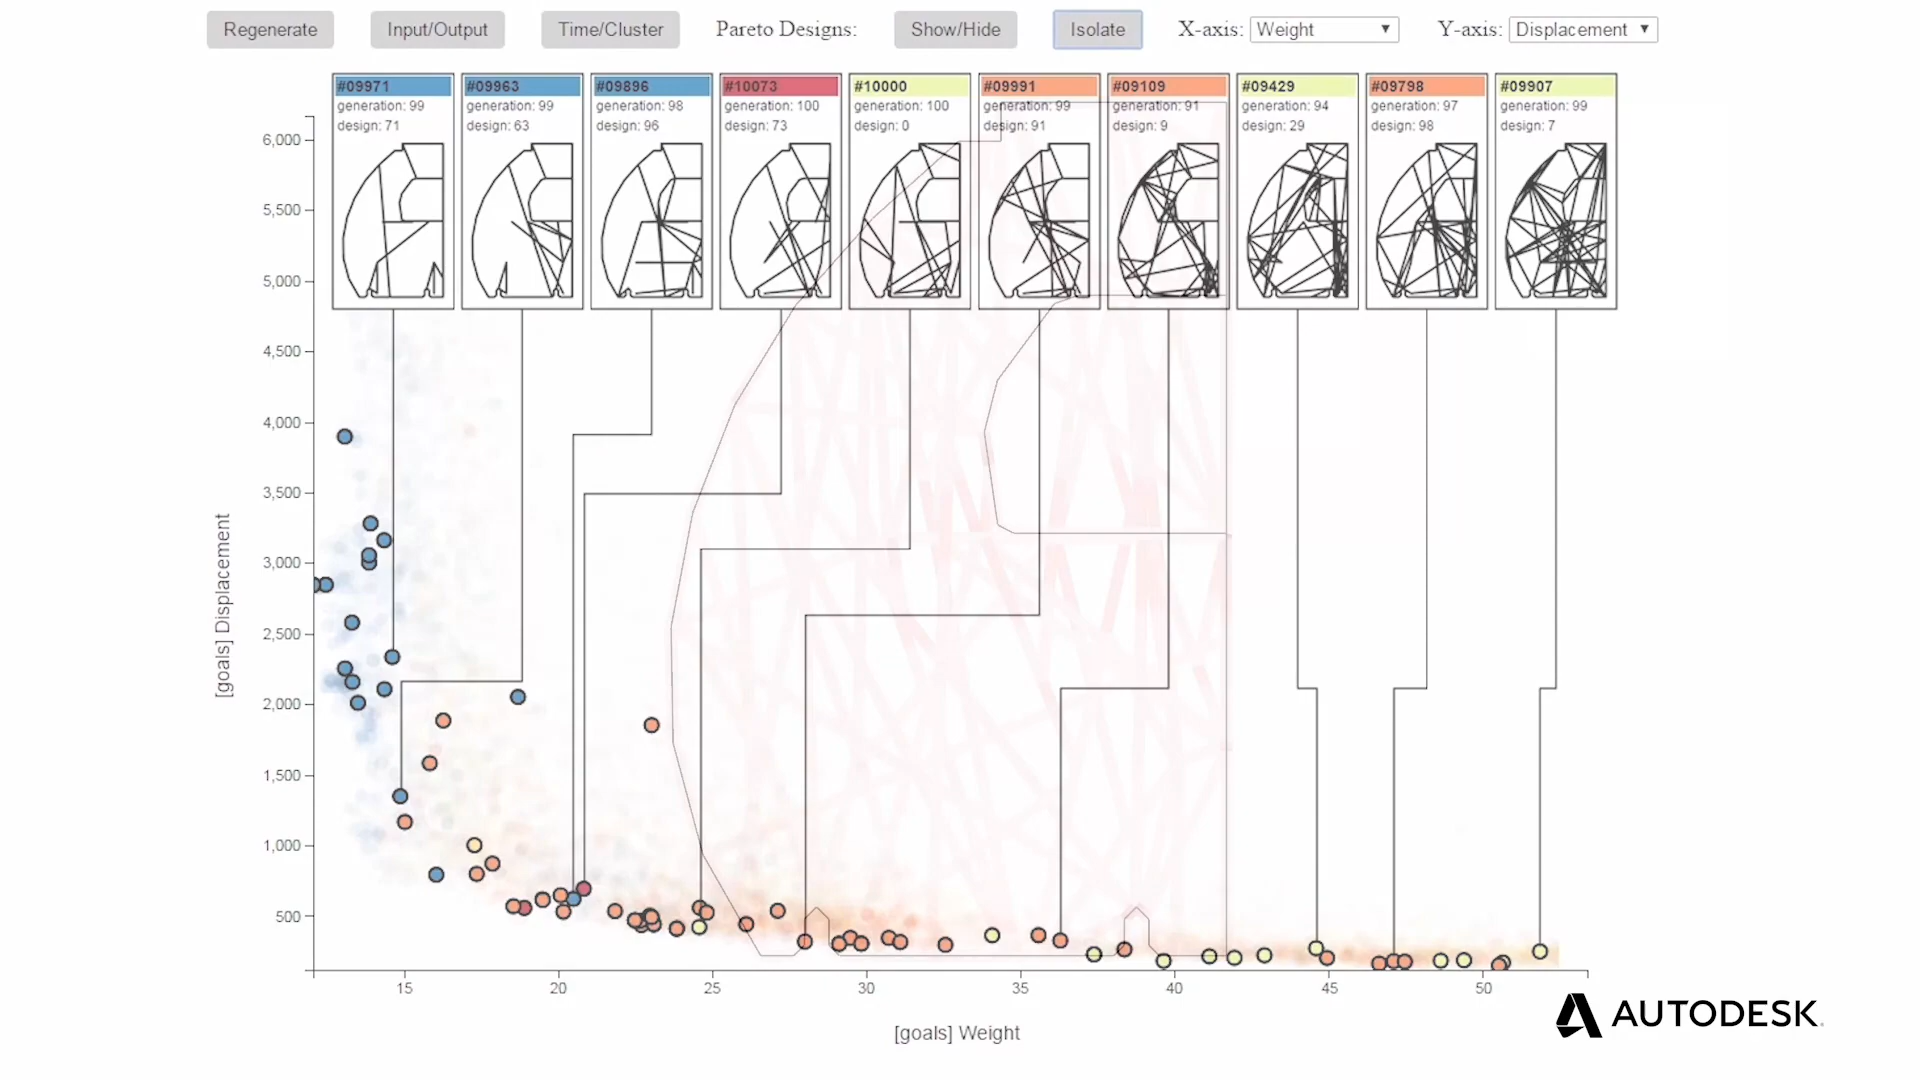 Regenerate Input/Output Time/Cluster Pareto Designs: Show/Hide Isolate X-axis: Weight Y-axis: Displacement
#09971 #09963 #09896 #10073 #10000 #09991 #09109 #09429 #09798 #09907
generation: 99 generation: 99 generation: 98 generation: 100 generation: 100 generation: 99 generation: 91 generation: 94 generation: 97 generation: 99
design: 71 design: 63 design: 96 design: 73 design: 0 design: 91 design: 9 design: 29 design: 98 design: 7
6,000
5,500
5,000
4,500
4,000
3,500
3,000
2,500
2,000
1,500
1,000
500
[goals] Displacement
15 20 25 30 35 40 45 50
[goals] Weight
AUTODESK.